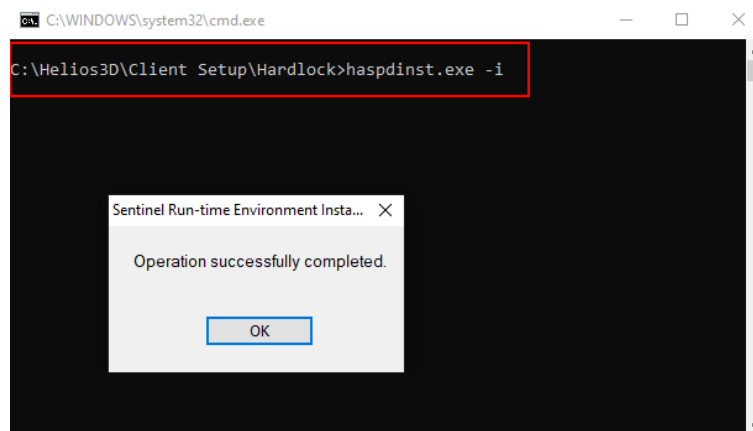 C:\WINDOWS\system32\cmd.exe
C:\Helios3D\Client Setup\Hardlock>haspdinst.exe -i
Sentinel Run-time Environment Insta...
Operation successfully completed.
OK